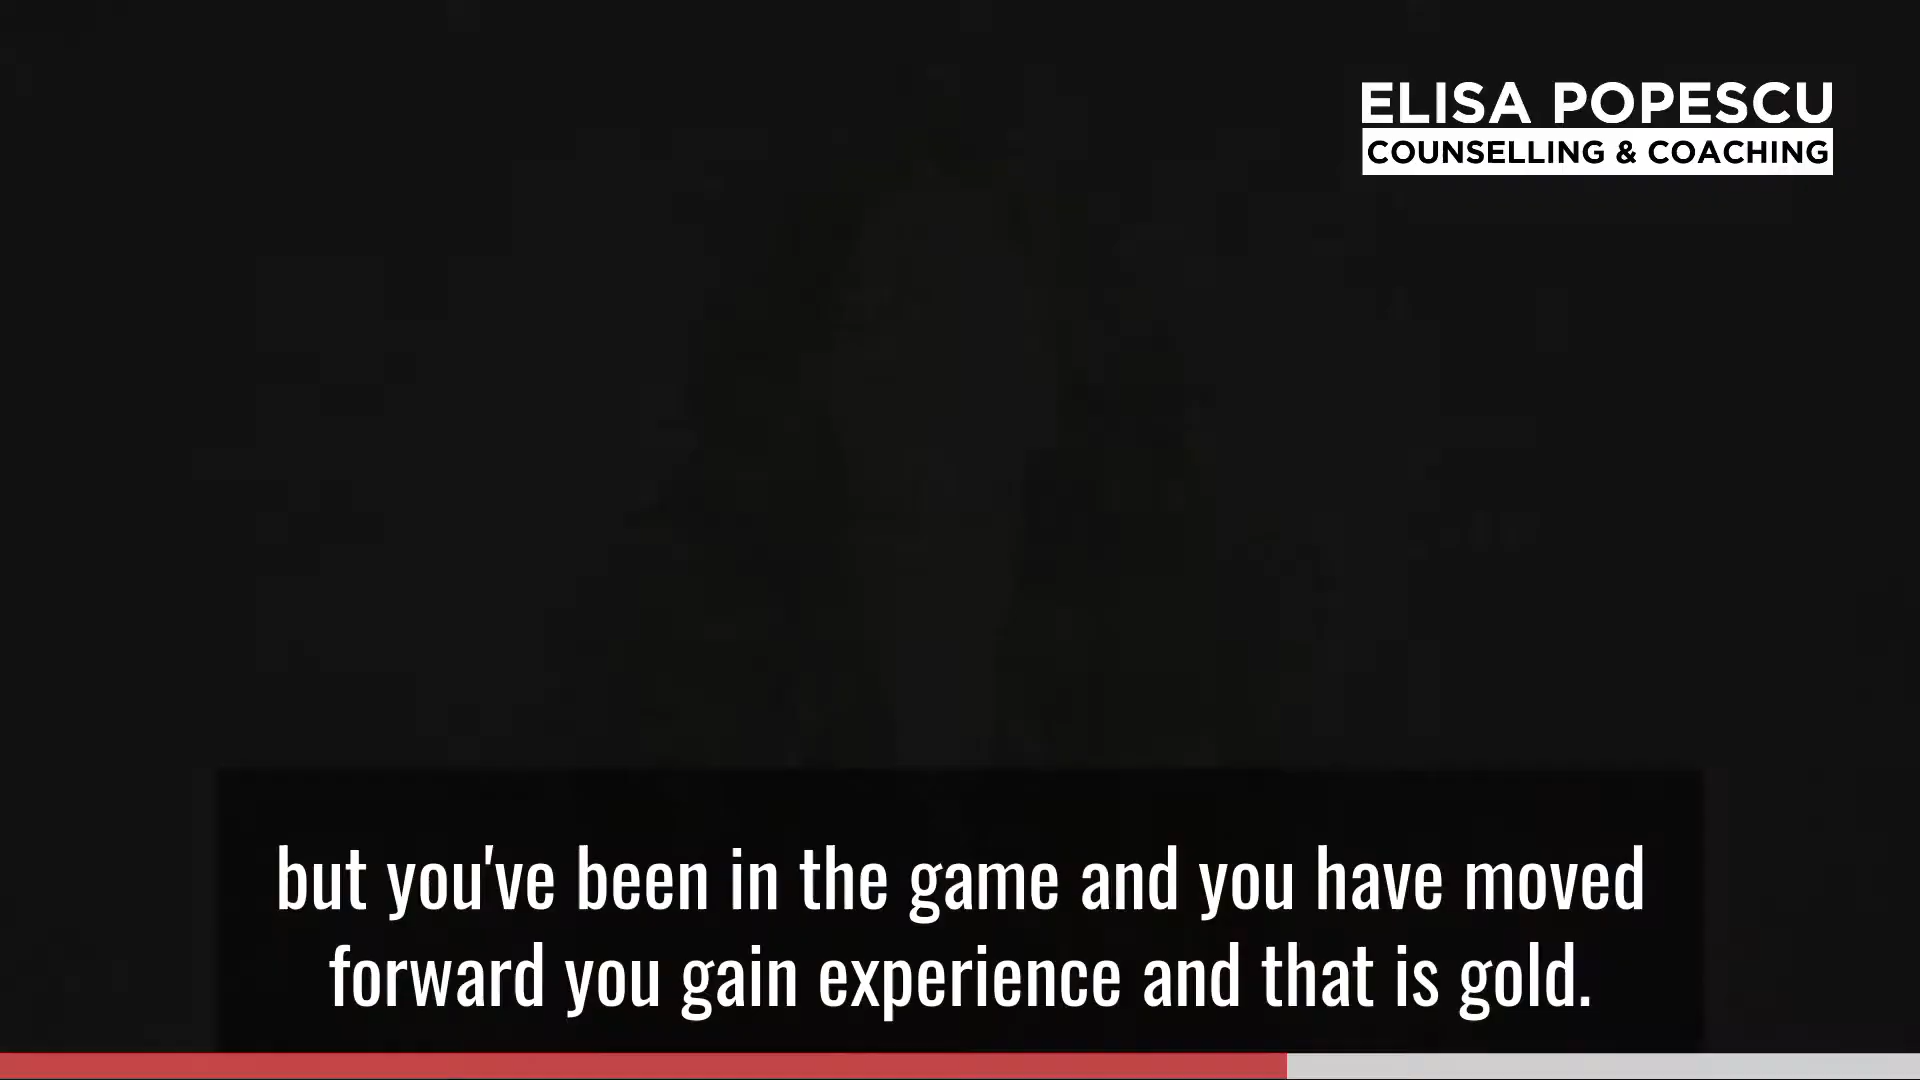 ELISA POPESCU
COUNSELLING & COACHING
but you've been in the game and you have moved
forward you gain experience and that is gold.